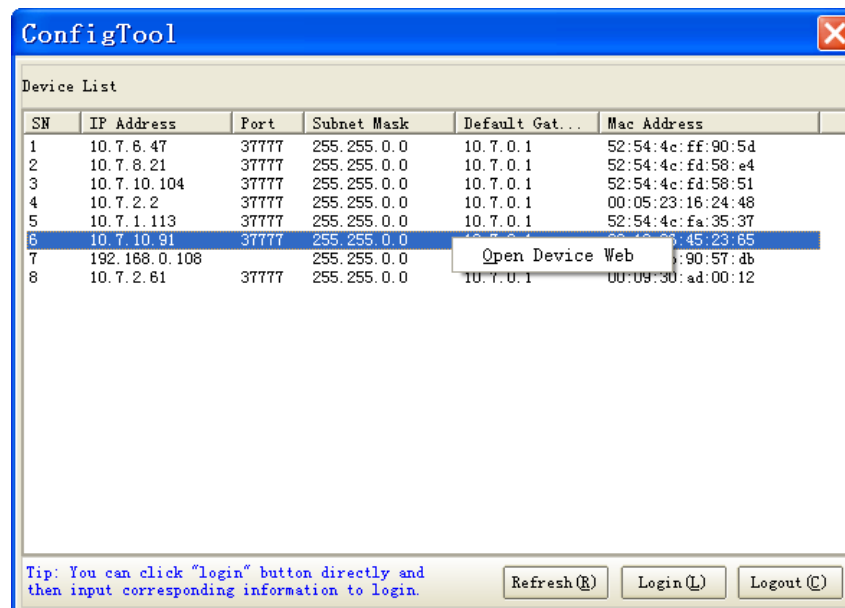 ConfigTool
Device List
SN IP Address Port Subnet Mask Default Gat... Mac Address
1 10.7.6.47 37777 255.255.0.0 10.7.0.1 52:54:4c:ff:90:5d
2 10.7.8.21 37777 255.255.0.0 10.7.0.1 52:54:4c:fd:58:e4
3 10.7.10.104 37777 255.255.0.0 10.7.0.1 52:54:4c:fd:58:51
4 10.7.2.2 37777 255.255.0.0 10.7.0.1 00:05:23:16:24:48
5 10.7.1.113 37777 255.255.0.0 10.7.0.1 52:54:4c:fa:35:37
6 10.7.10.91 37777 255.255.0.0 :45:23:65
Open Device Web
7 192.168.0.108 255.255.0.0 :90:57:db
8 10.7.2.61 37777 255.255.0.0 10.7.0.1 00:09:30:ad:00:12
Tip: You can click "login" button directly and
then input corresponding information to login.
Refresh(R) Login(L) Logout(C)